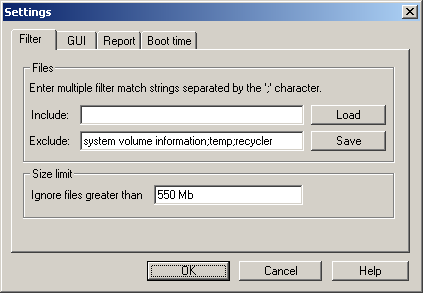 Settings
Filter GUI Report Boot time
Files
Enter multiple filter match strings separated by the ';' character.
Include: Load
Exclude: system volume information;temp;recycler Save
Size limit
Ignore files greater than 550 Mb
OK Cancel Help